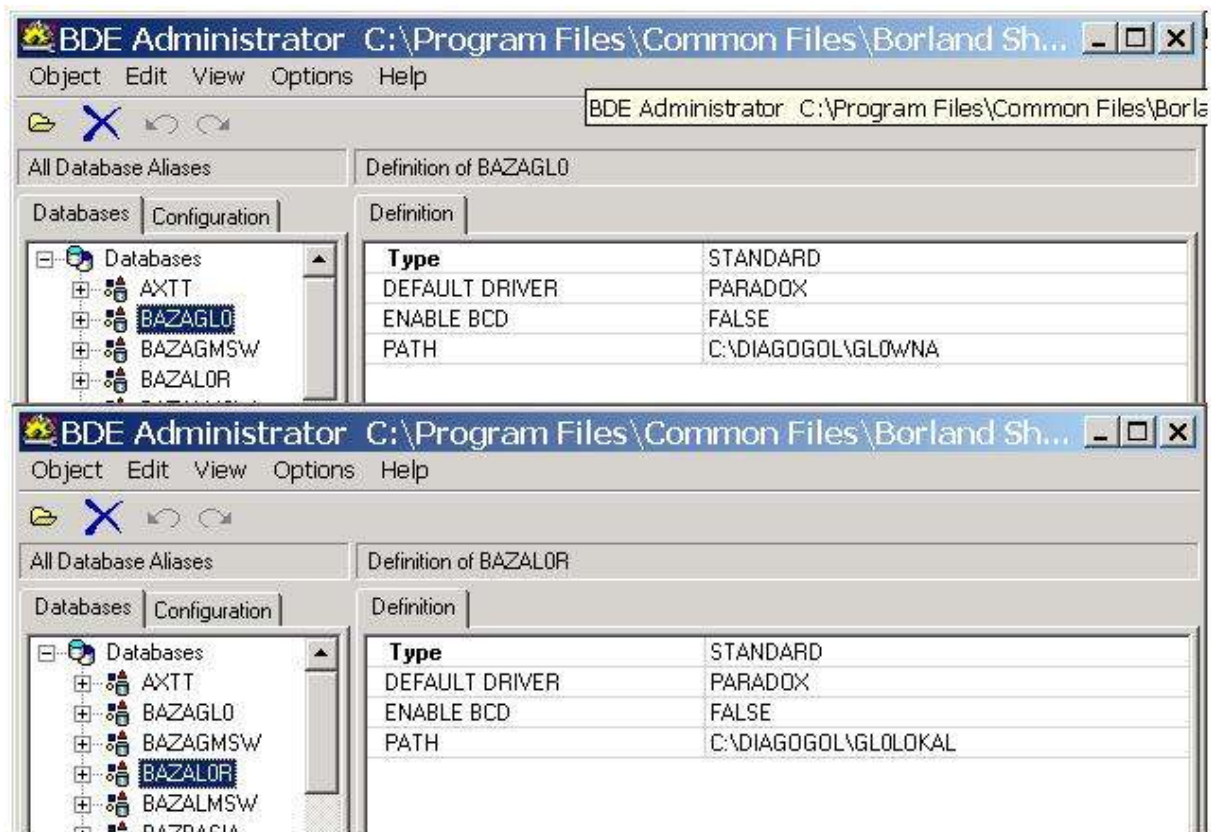 BDE Administrator C:\Program Files\Common Files\Borland Sh...
Object Edit View Options Help
BDE Administrator C:\Program Files\Common Files\Borla
All Database Aliases Definition of BAZAGL0
Databases Configuration Definition
Databases Type STANDARD
AXTT DEFAULT DRIVER PARADOX
BAZAGL0 ENABLE BCD FALSE
BAZAGMSW PATH C:\DIAGOGOL\GL0WNA
BAZAL0R
BDE Administrator C:\Program Files\Common Files\Borland Sh...
Object Edit View Options Help
All Database Aliases Definition of BAZAL0R
Databases Configuration Definition
Databases Type STANDARD
AXTT DEFAULT DRIVER PARADOX
BAZAGL0 ENABLE BCD FALSE
BAZAGMSW PATH C:\DIAGOGOL\GL0LOKAL
BAZAL0R
BAZALMSW